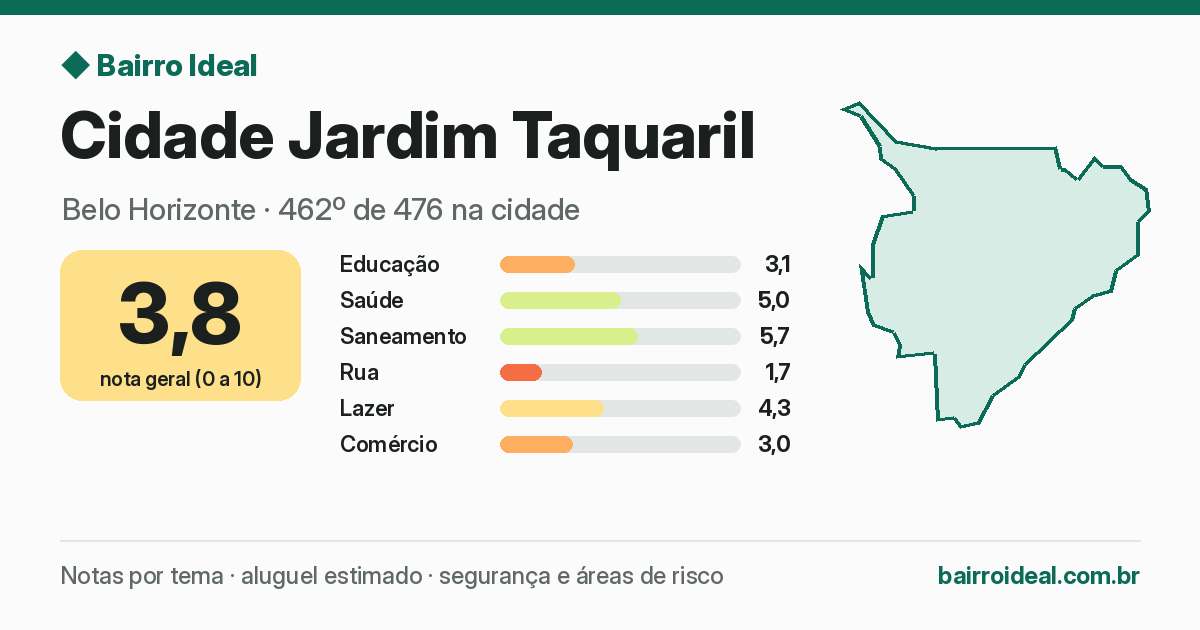 Bairro Ideal
Cidade Jardim Taquaril
Belo Horizonte · 462º de 476 na cidade
3,8
nota geral (0 a 10)
Educação 3,1
Saúde 5,0
Saneamento 5,7
Rua 1,7
Lazer 4,3
Comércio 3,0
Notas por tema · aluguel estimado · segurança e áreas de risco
bairroideal.com.br